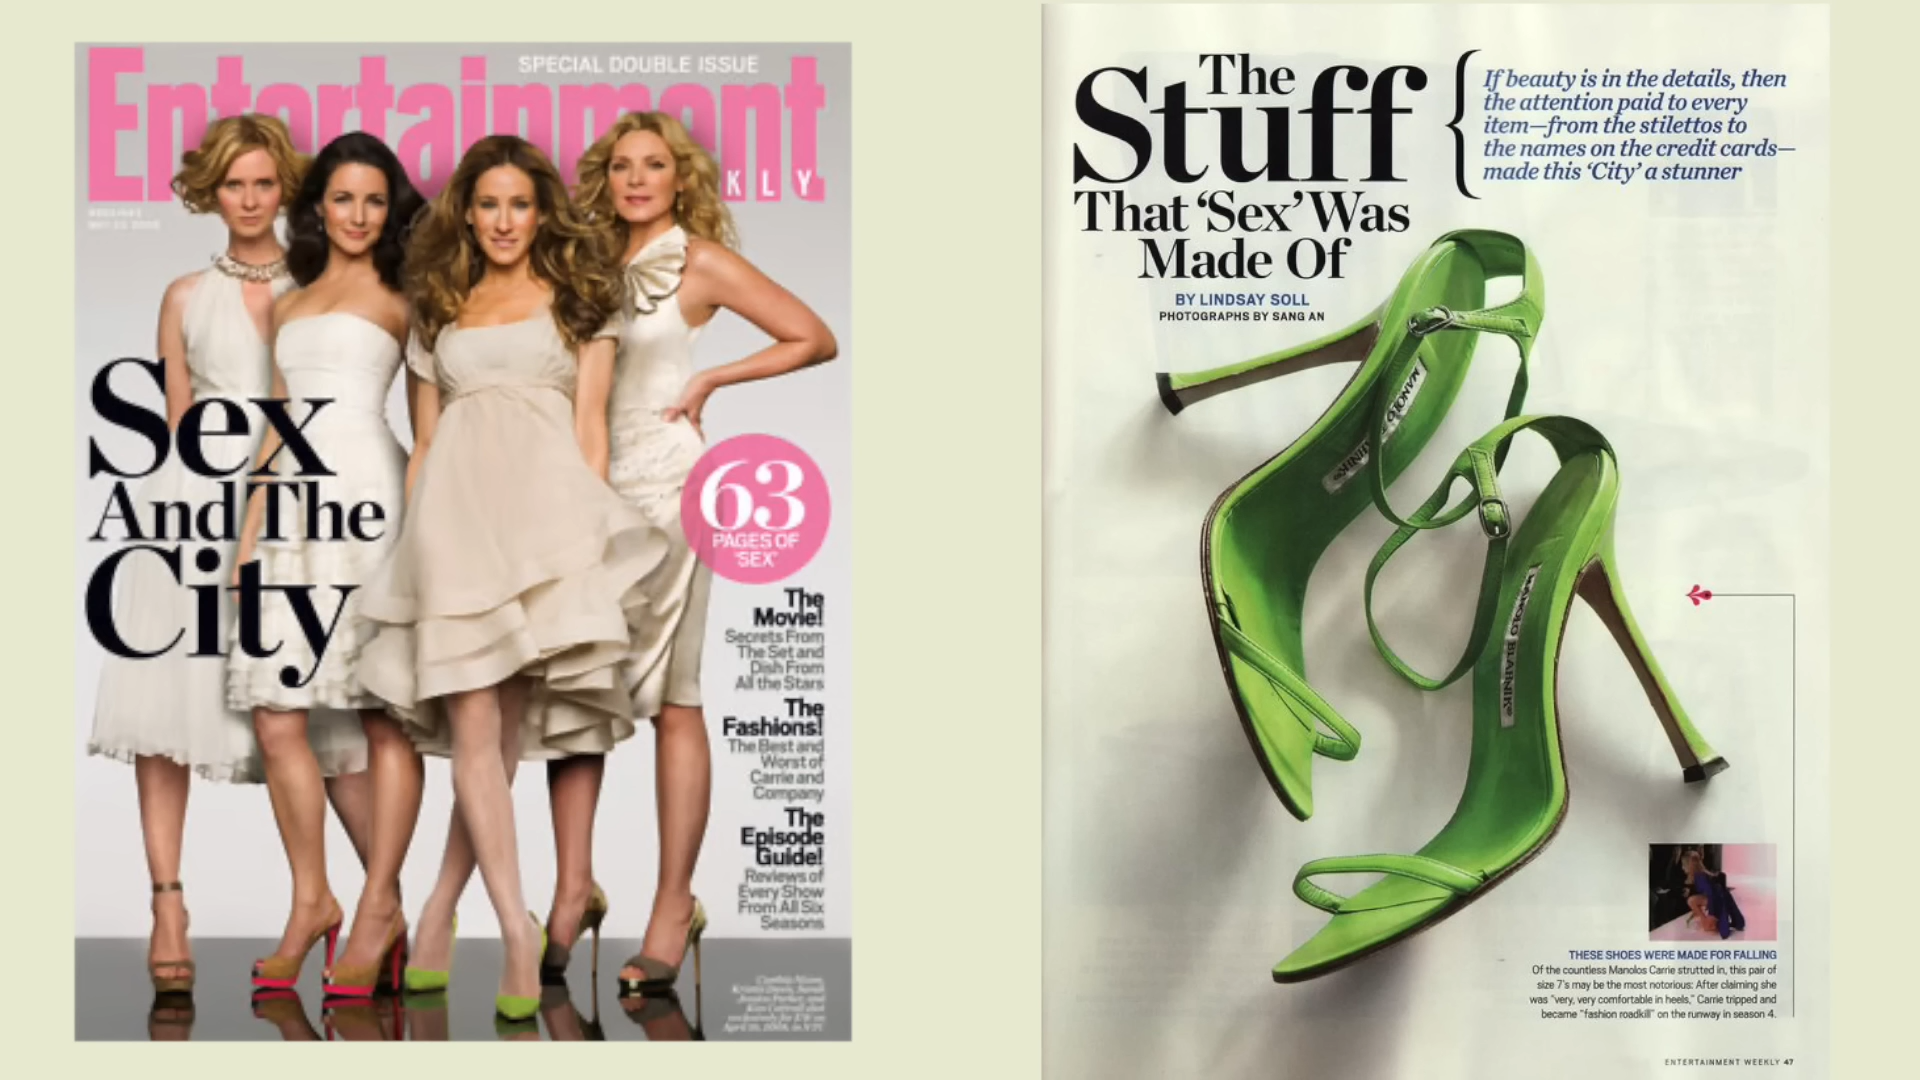 SPECIAL DOUBLE ISSUE
Entertainment
KLY
Sex
And The
City
63
PAGES OF
'SEX'
The
Movie!
Secrets From
The Set and
Dish From
All the Stars
The
Fashions!
The Best and
Worst of
Carrie and
Company
The
Episode
Guide!
Reviews of
Every Show
From All Six
Seasons
The
Stuff
That ‘Sex’ Was
Made Of
BY LINDSAY SOLL
PHOTOGRAPHS BY SANG AN
If beauty is in the details, then
the attention paid to every
item—from the stilettos to
the names on the credit cards—
made this ‘City’ a stunner
MANOLO
MANOLO BLAHNIK
THESE SHOES WERE MADE FOR FALLING
Of the countless Manolos Carrie strutted in, this pair of
size 7's may be the most notorious: After claiming she
was "very, very comfortable in heels," Carrie tripped and
became "fashion roadkill" on the runway in season 4.
ENTERTAINMENT WEEKLY 47